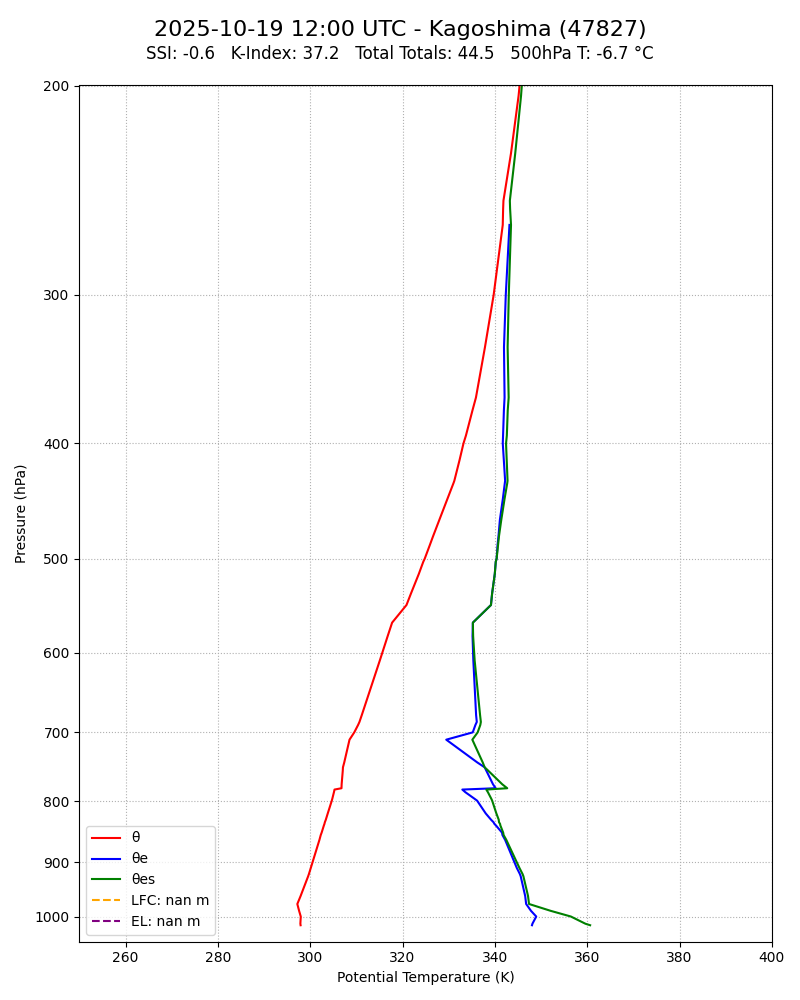 2025-10-19 12:00 UTC - Kagoshima (47827)
SSI: -0.6   K-Index: 37.2   Total Totals: 44.5   500hPa T: -6.7 °C
200
300
400
500
600
700
800
900
1000
Pressure (hPa)
θ
θe
θes
LFC: nan m
EL: nan m
260
280
300
320
340
360
380
400
Potential Temperature (K)